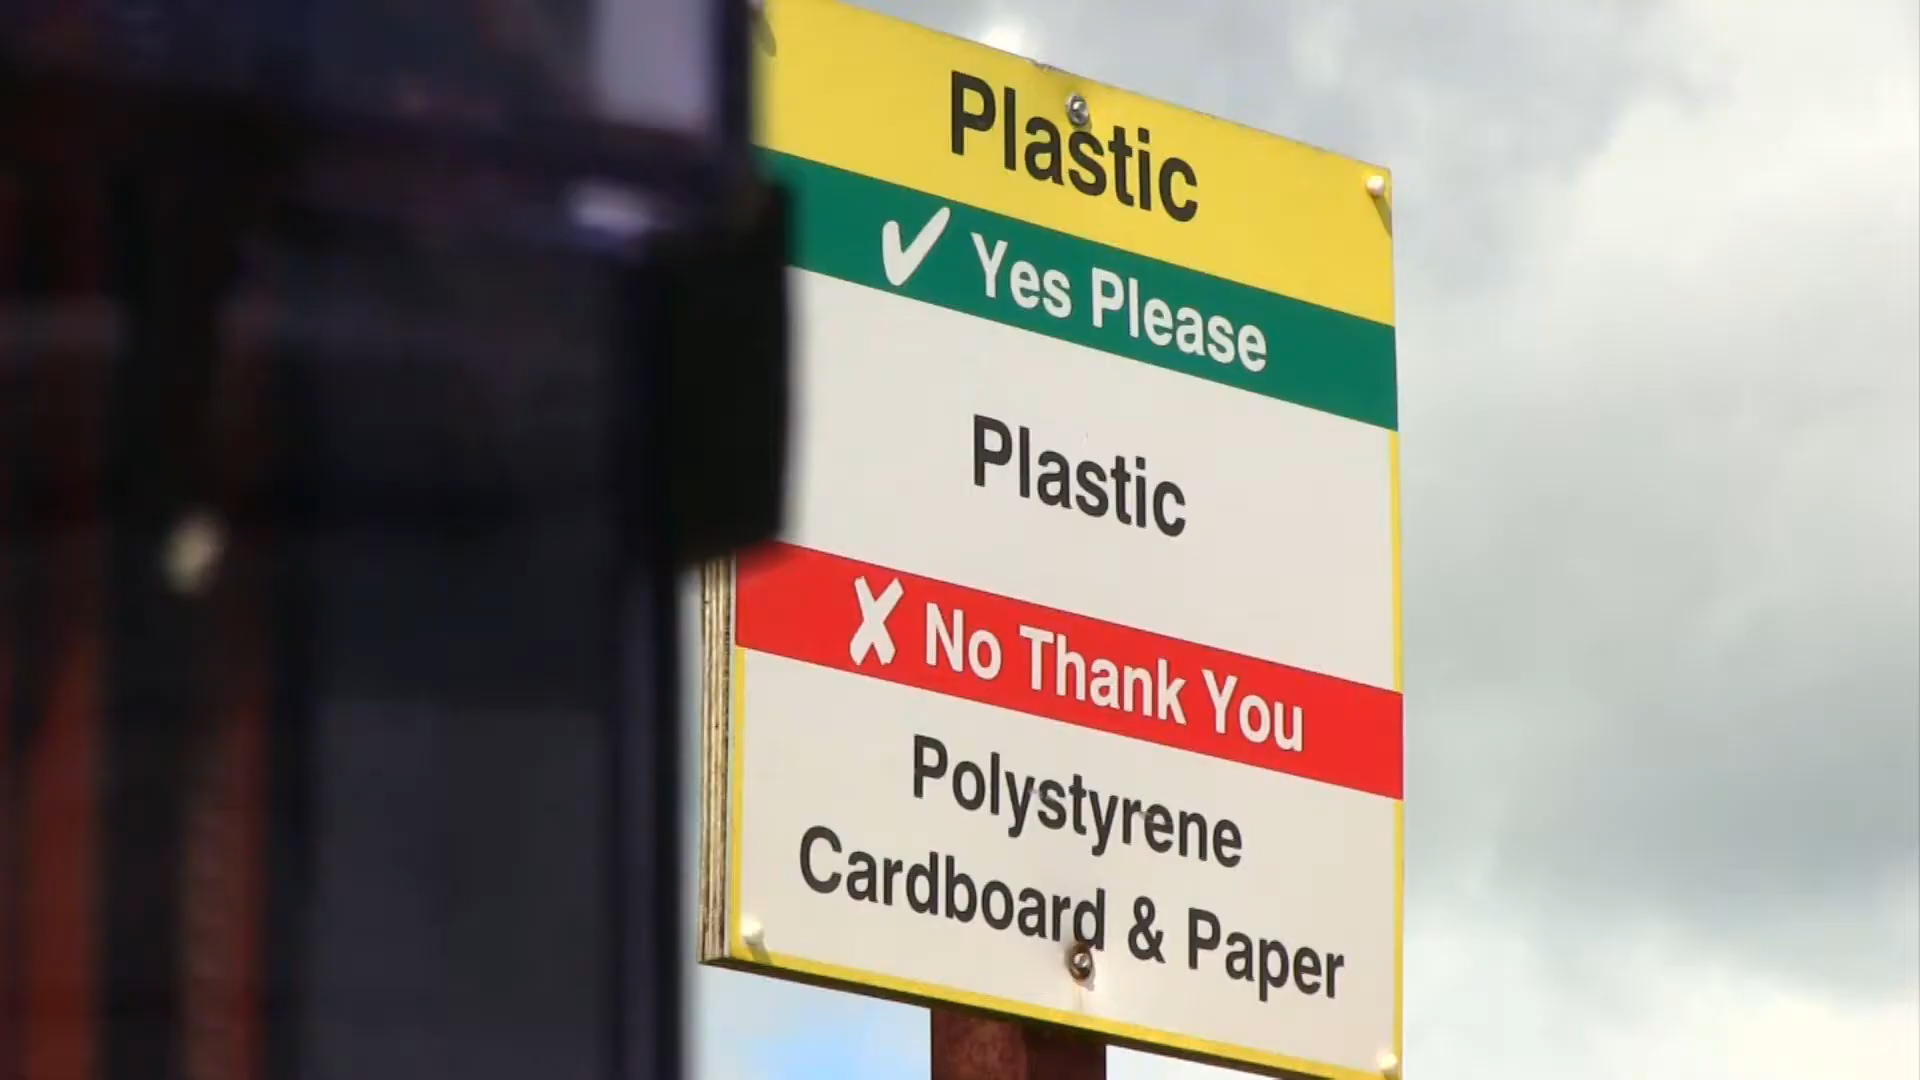 Plastic
✓ Yes Please
Plastic
✗ No Thank You
Polystyrene
Cardboard & Paper